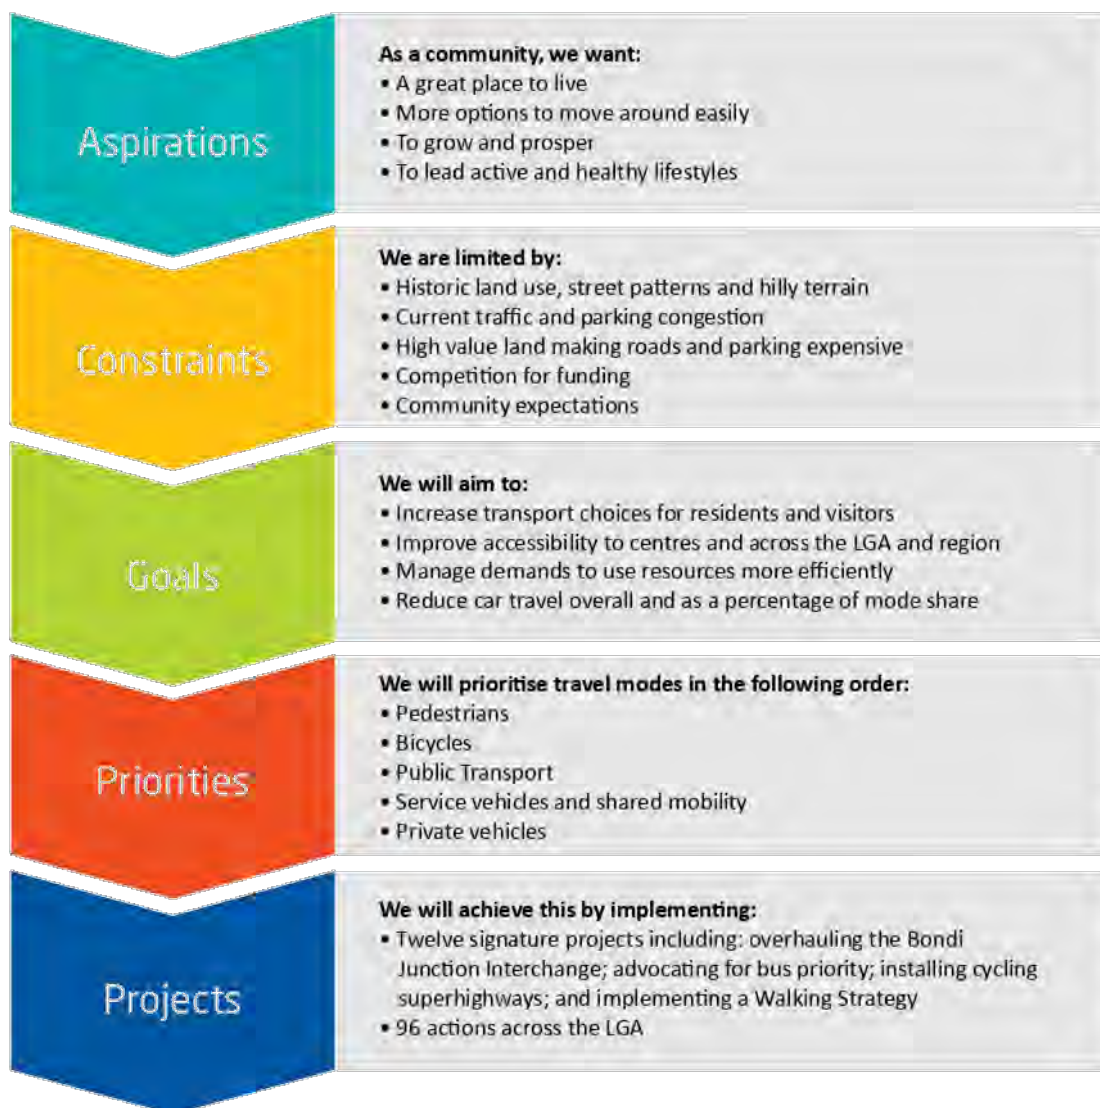 Aspirations
As a community, we want:
• A great place to live
• More options to move around easily
• To grow and prosper
• To lead active and healthy lifestyles
Constraints
We are limited by:
• Historic land use, street patterns and hilly terrain
• Current traffic and parking congestion
• High value land making roads and parking expensive
• Competition for funding
• Community expectations
Goals
We will aim to:
• Increase transport choices for residents and visitors
• Improve accessibility to centres and across the LGA and region
• Manage demands to use resources more efficiently
• Reduce car travel overall and as a percentage of mode share
Priorities
We will prioritise travel modes in the following order:
• Pedestrians
• Bicycles
• Public Transport
• Service vehicles and shared mobility
• Private vehicles
Projects
We will achieve this by implementing:
• Twelve signature projects including: overhauling the Bondi
Junction Interchange; advocating for bus priority; installing cycling
superhighways; and implementing a Walking Strategy
• 96 actions across the LGA